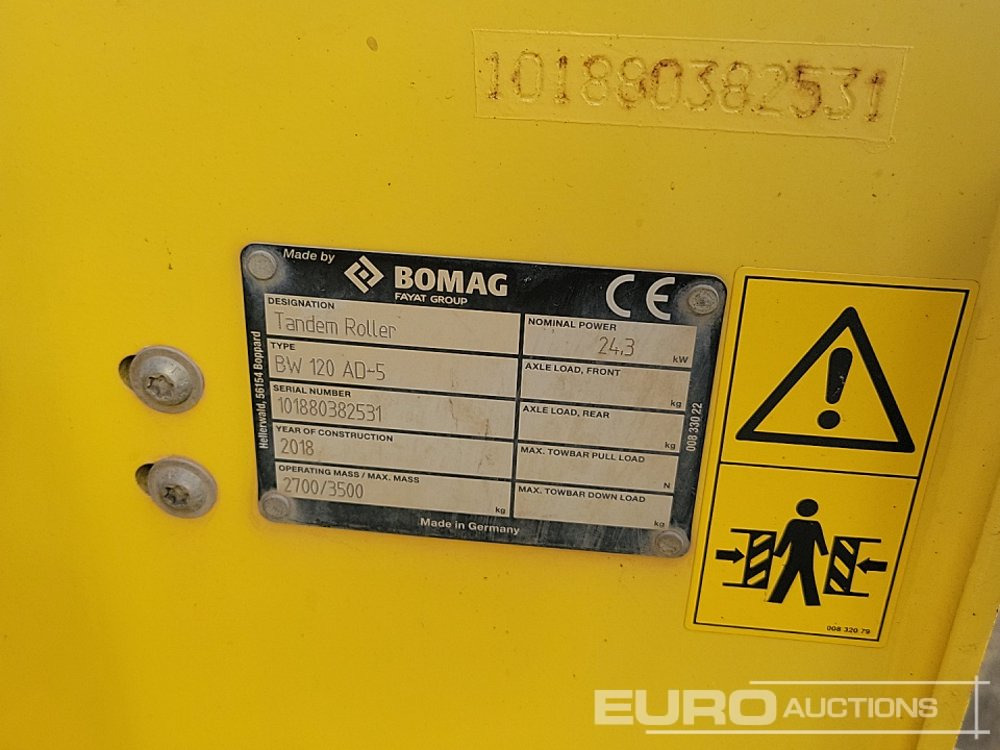 101880382531
Made by
BOMAG
FAYAT GROUP
CE
DESIGNATION
Tandem Roller
TYPE
BW 120 AD-5
SERIAL NUMBER
101880382531
YEAR OF CONSTRUCTION
2018
OPERATING MASS / MAX. MASS
2700/3500
kg
NOMINAL POWER
24.3
kW
AXLE LOAD, FRONT
kg
AXLE LOAD, REAR
kg
MAX. TOWBAR PULL LOAD
N
MAX. TOWBAR DOWN LOAD
kg
Made in Germany
Hellerwald, 56154 Boppard
008 330 22
008 320 79
EURO AUCTIONS